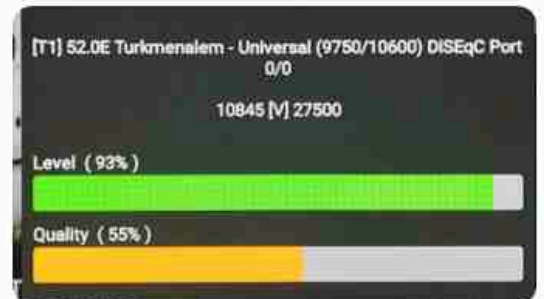 [T1] 52.0E Turkmenalem - Universal (9750/10600) DiSEqC Port
0/0
10845 [V] 27500
Level ( 93% )
Quality ( 55% )